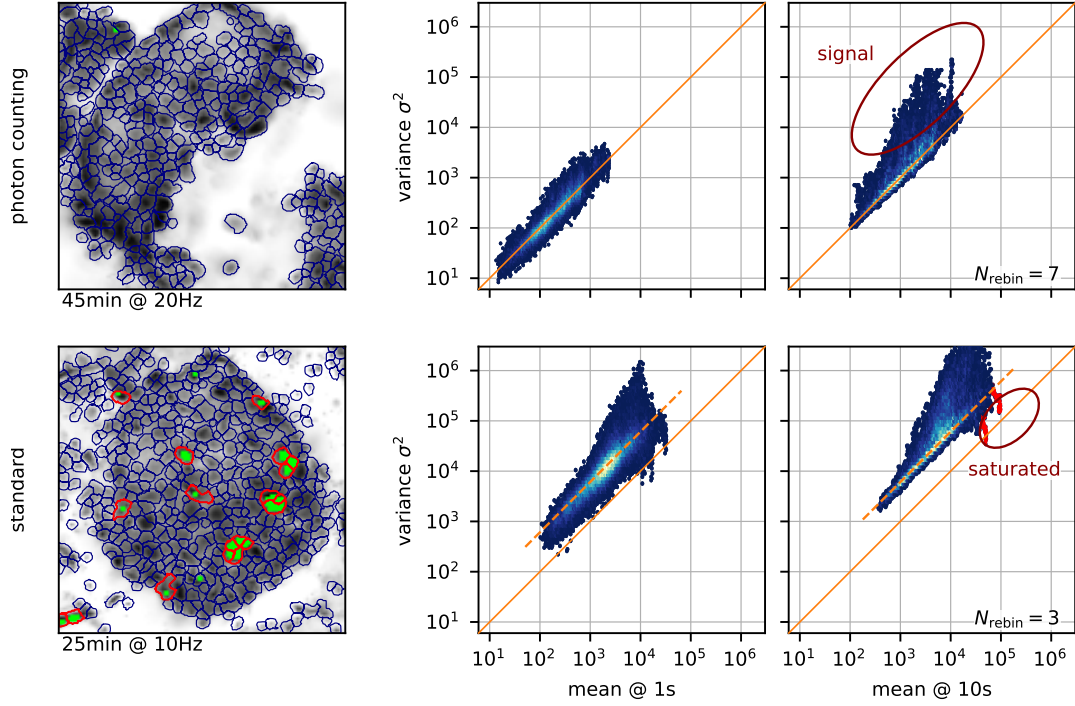 photon counting
45min @ 20Hz
variance σ²
10⁶
10⁵
10⁴
10³
10²
10¹
signal
N_rebin = 7
standard
25min @ 10Hz
variance σ²
10⁶
10⁵
10⁴
10³
10²
10¹
saturated
N_rebin = 3
10¹ 10² 10³ 10⁴ 10⁵ 10⁶
10¹ 10² 10³ 10⁴ 10⁵ 10⁶
mean @ 1s
mean @ 10s